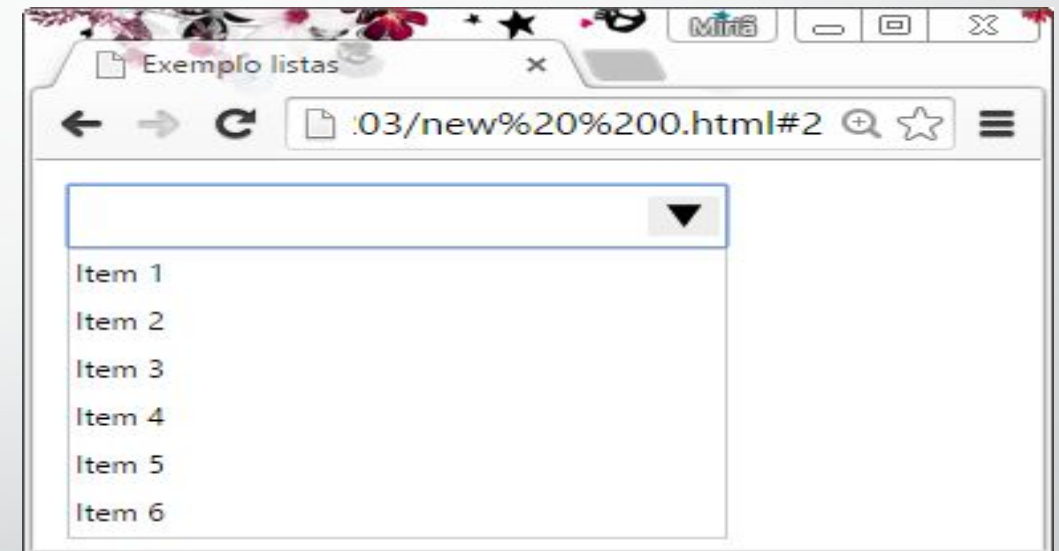 Miriã
Exemplo listas
:03/new%20%200.html#2
Item 1
Item 2
Item 3
Item 4
Item 5
Item 6